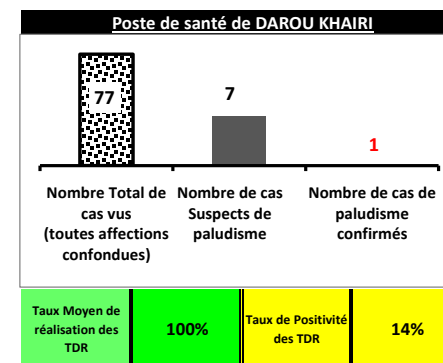 Poste de santé de DAROU KHAIRI
77
7
1
Nombre Total de
cas vus
(toutes affections
confondues)
Nombre de cas
Suspects de
paludisme
Nombre de cas de
paludisme
confirmés
Taux Moyen de
réalisation des
TDR
100%
Taux de Positivité
des TDR
14%